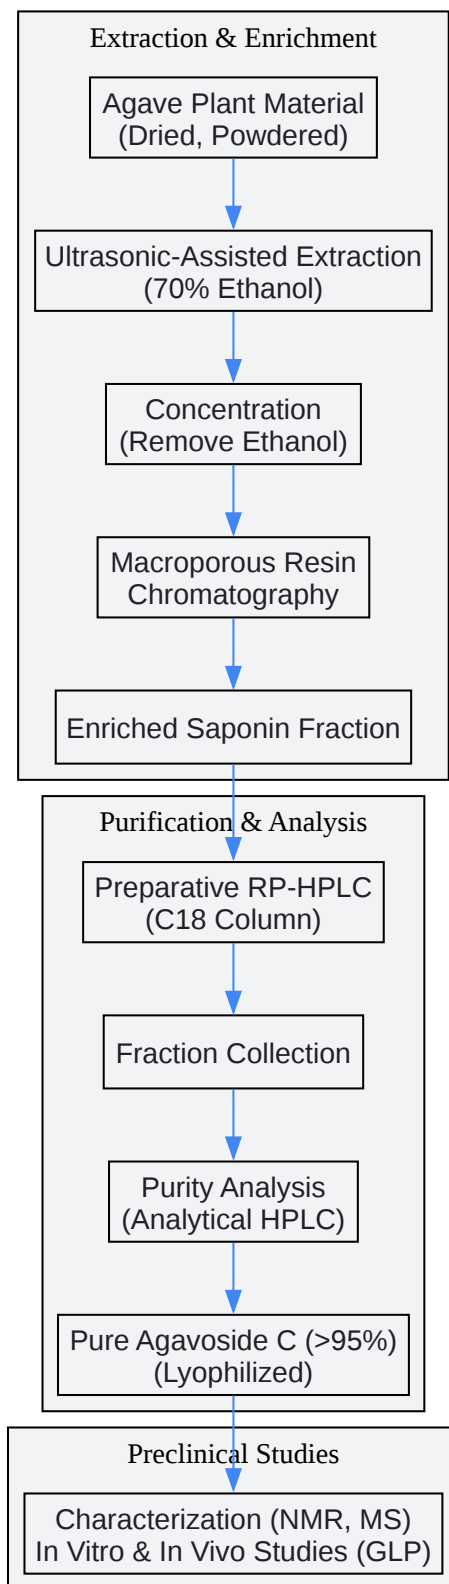 Extraction & Enrichment
Agave Plant Material
(Dried, Powdered)
Ultrasonic-Assisted Extraction
(70% Ethanol)
Concentration
(Remove Ethanol)
Macroporous Resin
Chromatography
Enriched Saponin Fraction
Purification & Analysis
Preparative RP-HPLC
(C18 Column)
Fraction Collection
Purity Analysis
(Analytical HPLC)
Pure Agavoside C (>95%)
(Lyophilized)
Preclinical Studies
Characterization (NMR, MS)
In Vitro & In Vivo Studies (GLP)